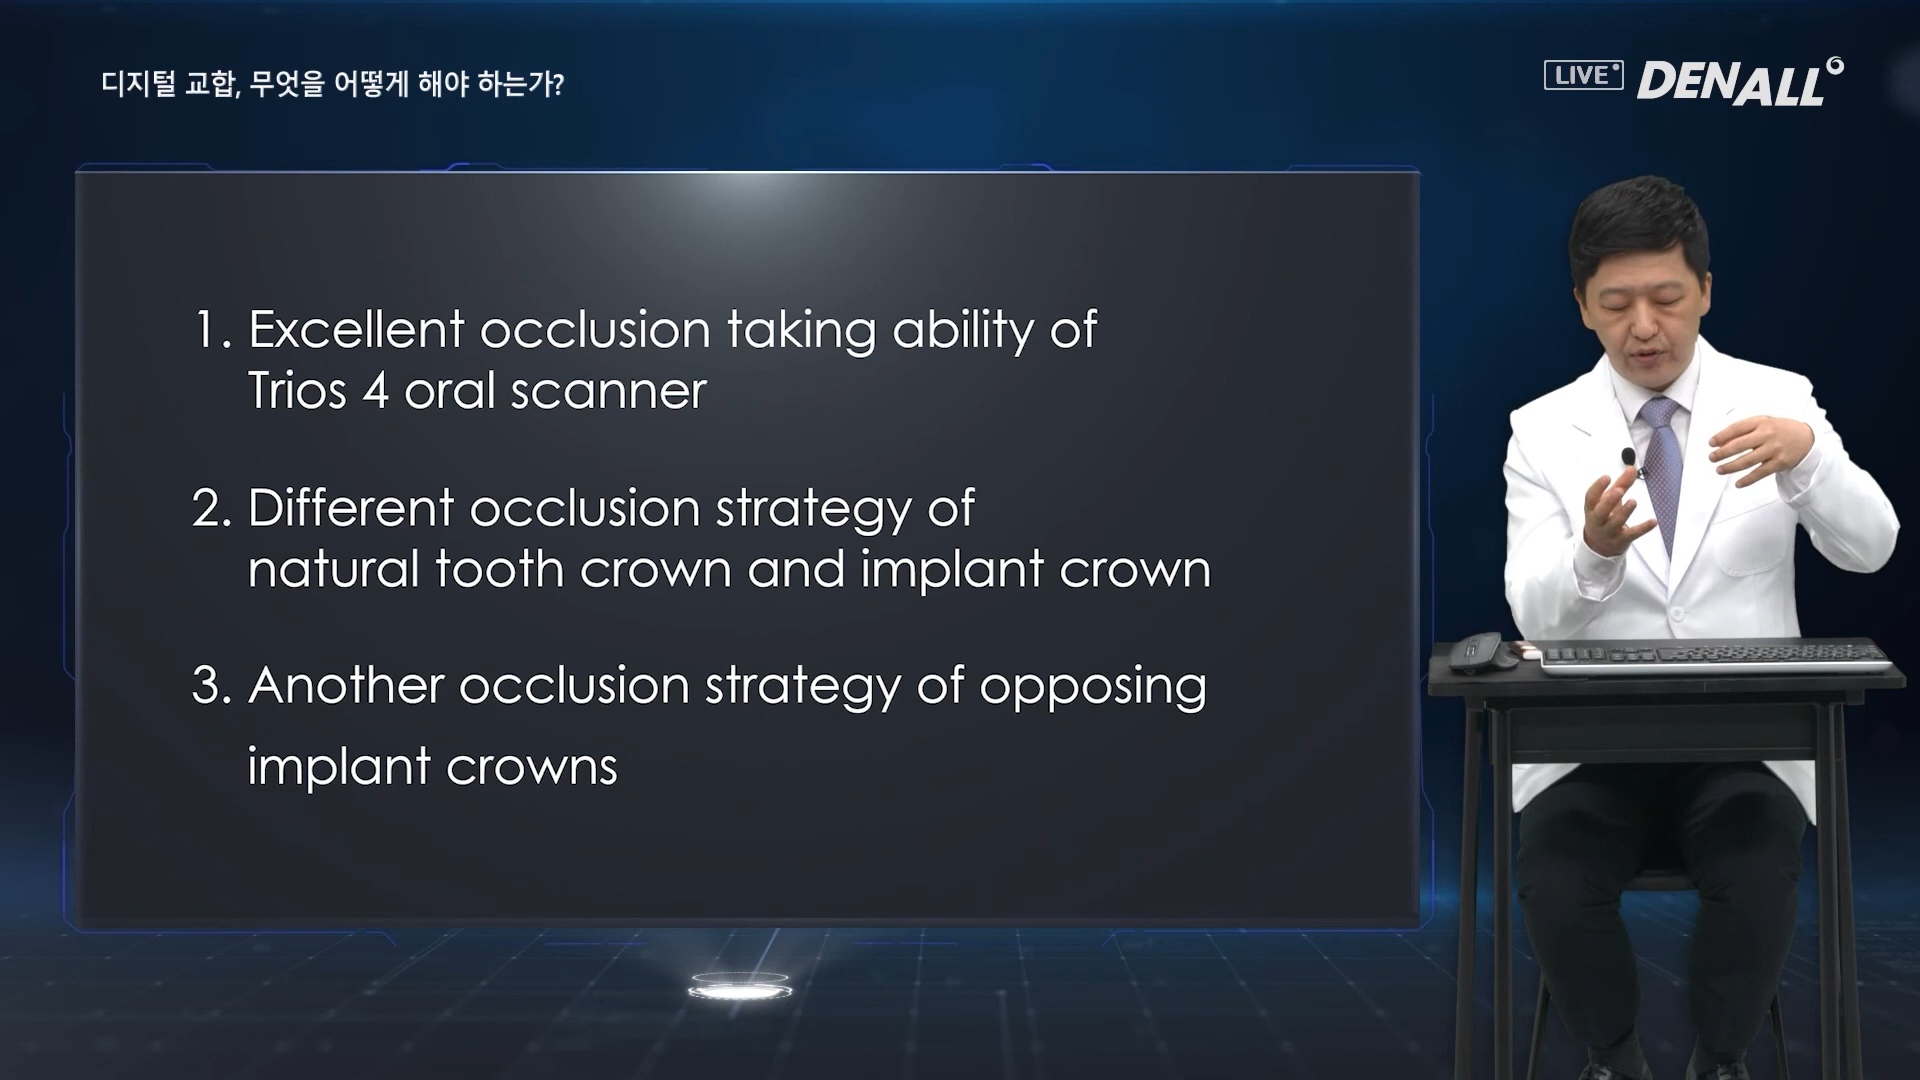 디지털 교합, 무엇을 어떻게 해야 하는가?
LIVE DENALL
1. Excellent occlusion taking ability of
Trios 4 oral scanner
2. Different occlusion strategy of
natural tooth crown and implant crown
3. Another occlusion strategy of opposing
implant crowns